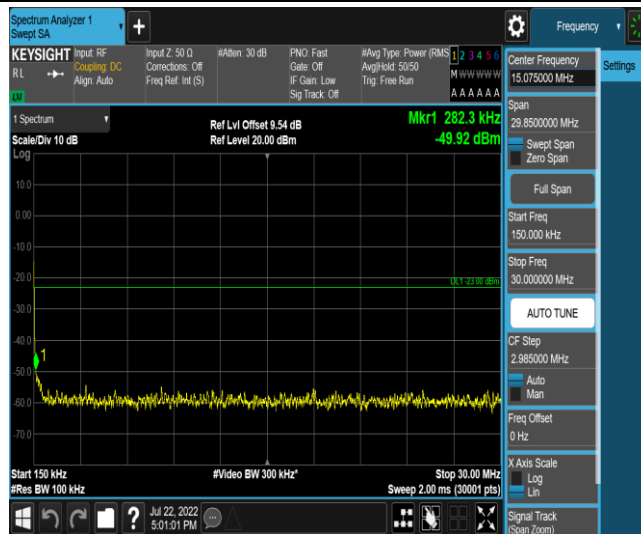 Spectrum Analyzer 1
Swept SA
+
Frequency
KEYSIGHT
RL
LXI
Input: RF
Coupling: DC
Align: Auto
Input Z: 50 Ω
Corrections: Off
Freq Ref: Int (S)
#Atten: 30 dB
PNO: Fast
Gate: Off
IF Gain: Low
Sig Track: Off
#Avg Type: Power (RMS
Avg|Hold: 50/50
Trig: Free Run
1 2 3 4 5 6
M W W W W W
A A A A A A
Center Frequency
15.075000 MHz
Settings
Span
29.8500000 MHz
Swept Span
Zero Span
Full Span
Start Freq
150.000 kHz
Stop Freq
30.000000 MHz
AUTO TUNE
CF Step
2.985000 MHz
Auto
Man
Freq Offset
0 Hz
X Axis Scale
Log
Lin
Signal Track
(Span Zoom)
1 Spectrum
Scale/Div 10 dB
Log
Ref Lvl Offset 9.54 dB
Ref Level 20.00 dBm
Mkr1 282.3 kHz
-49.92 dBm
10.0
0.00
-10.0
-20.0
DL1 -23.00 dBm
-30.0
-40.0
1
-50.0
-60.0
-70.0
Start 150 kHz
#Video BW 300 kHz*
Stop 30.00 MHz
#Res BW 100 kHz
Sweep 2.00 ms (30001 pts)
?
Jul 22, 2022
5:01:01 PM